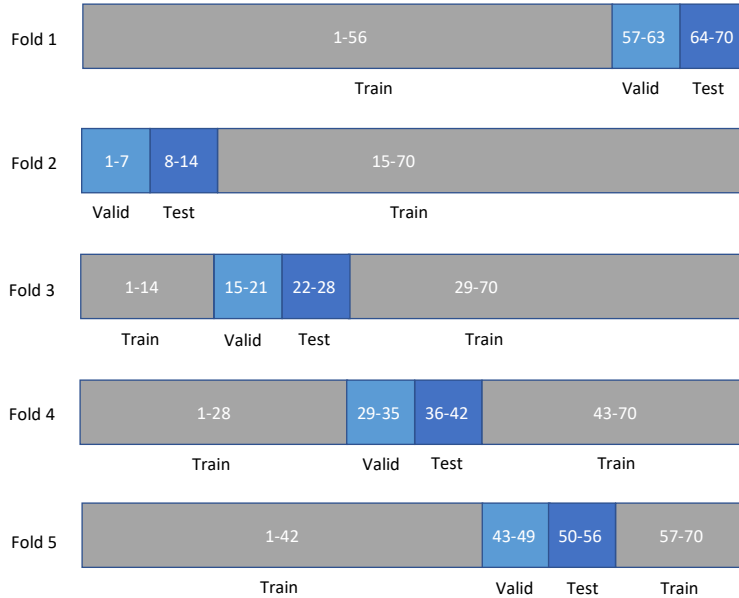 Fold 1 1-56 57-63 64-70
Train Valid Test
Fold 2 1-7 8-14 15-70
Valid Test Train
Fold 3 1-14 15-21 22-28 29-70
Train Valid Test Train
Fold 4 1-28 29-35 36-42 43-70
Train Valid Test Train
Fold 5 1-42 43-49 50-56 57-70
Train Valid Test Train